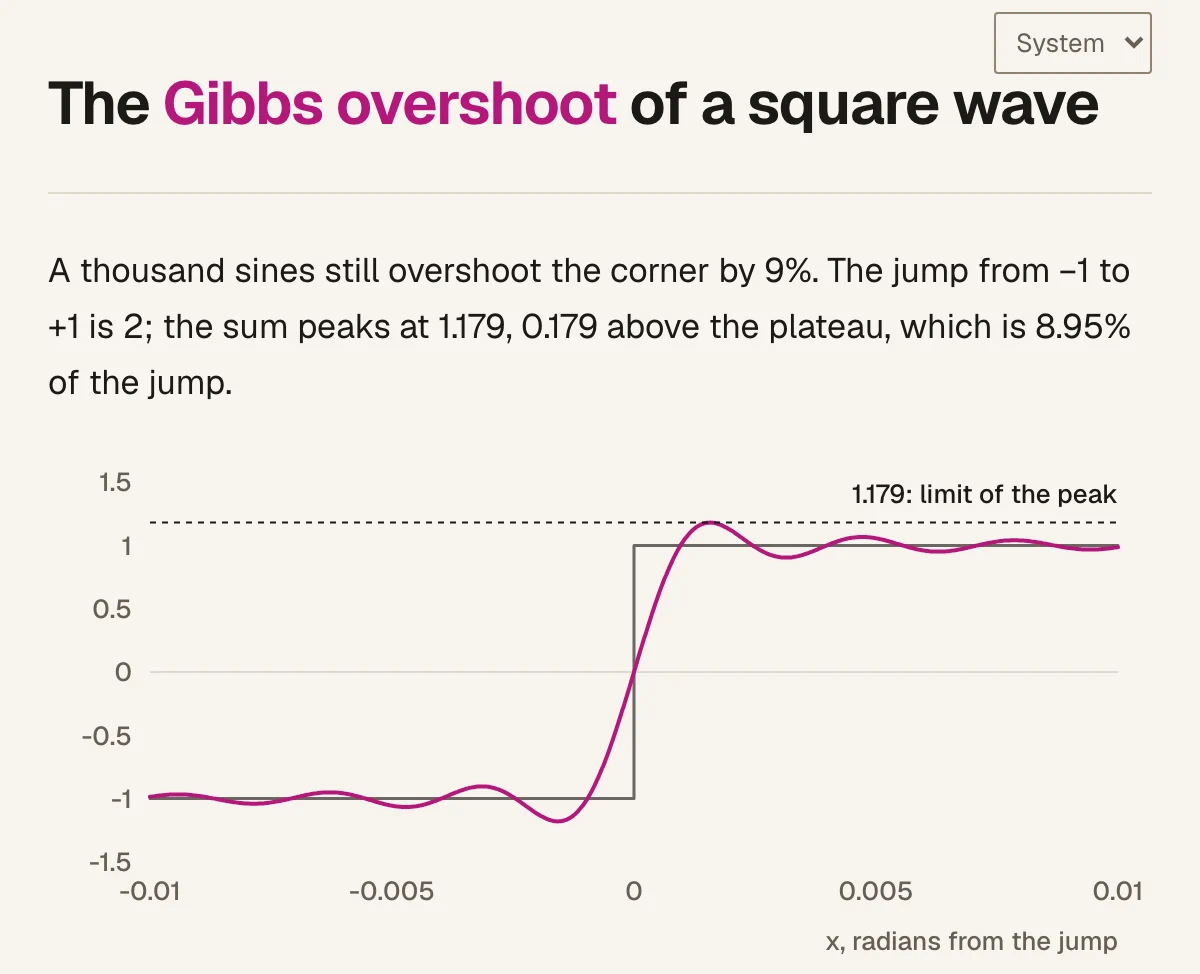 System
The Gibbs overshoot of a square wave
A thousand sines still overshoot the corner by 9%. The jump from −1 to
+1 is 2; the sum peaks at 1.179, 0.179 above the plateau, which is 8.95%
of the jump.
1.5
1.179: limit of the peak
1
0.5
0
-0.5
-1
-1.5
-0.01 -0.005 0 0.005 0.01
x, radians from the jump